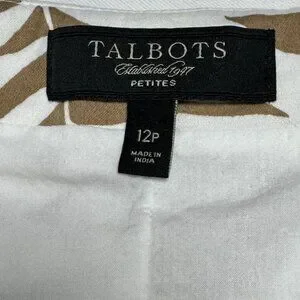 TALBOTS
Established 1947
PETITES
12P
MADE IN
INDIA